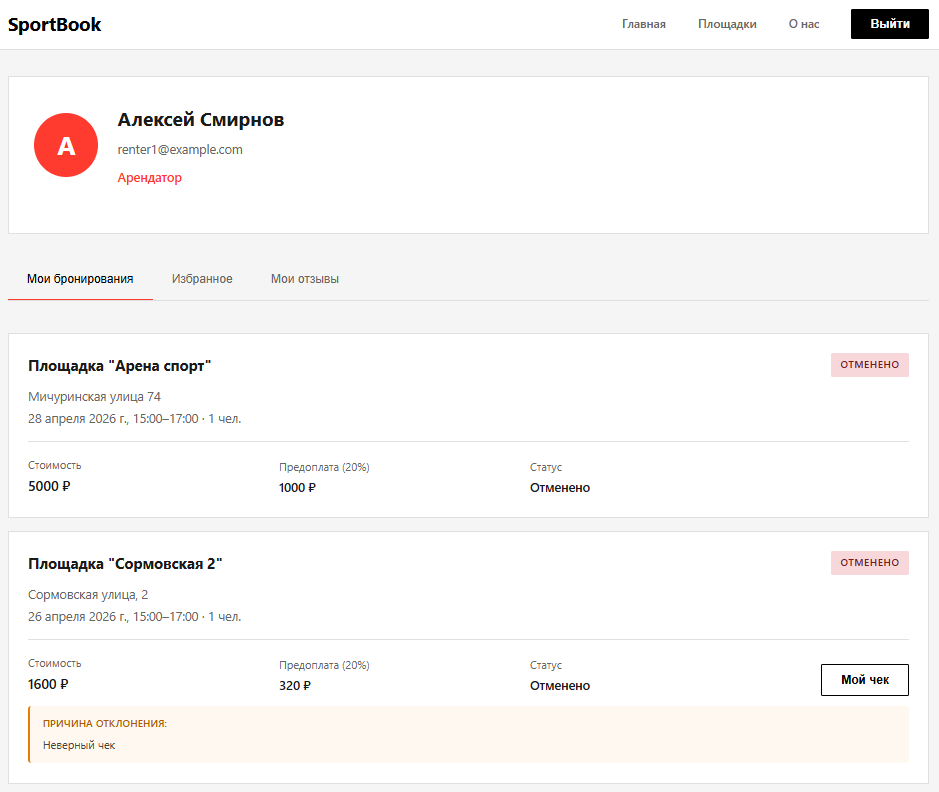 SportBook
Главная
Площадки
О нас
Выйти
А
Алексей Смирнов
renter1@example.com
Арендатор
Мои бронирования
Избранное
Мои отзывы
Площадка "Арена спорт"
ОТМЕНЕНО
Мичуринская улица 74
28 апреля 2026 г., 15:00–17:00 · 1 чел.
Стоимость
Предоплата (20%)
Статус
5000 ₽
1000 ₽
Отменено
Площадка "Сормовская 2"
ОТМЕНЕНО
Сормовская улица, 2
26 апреля 2026 г., 15:00–17:00 · 1 чел.
Стоимость
Предоплата (20%)
Статус
1600 ₽
320 ₽
Отменено
Мой чек
ПРИЧИНА ОТКЛОНЕНИЯ:
Неверный чек